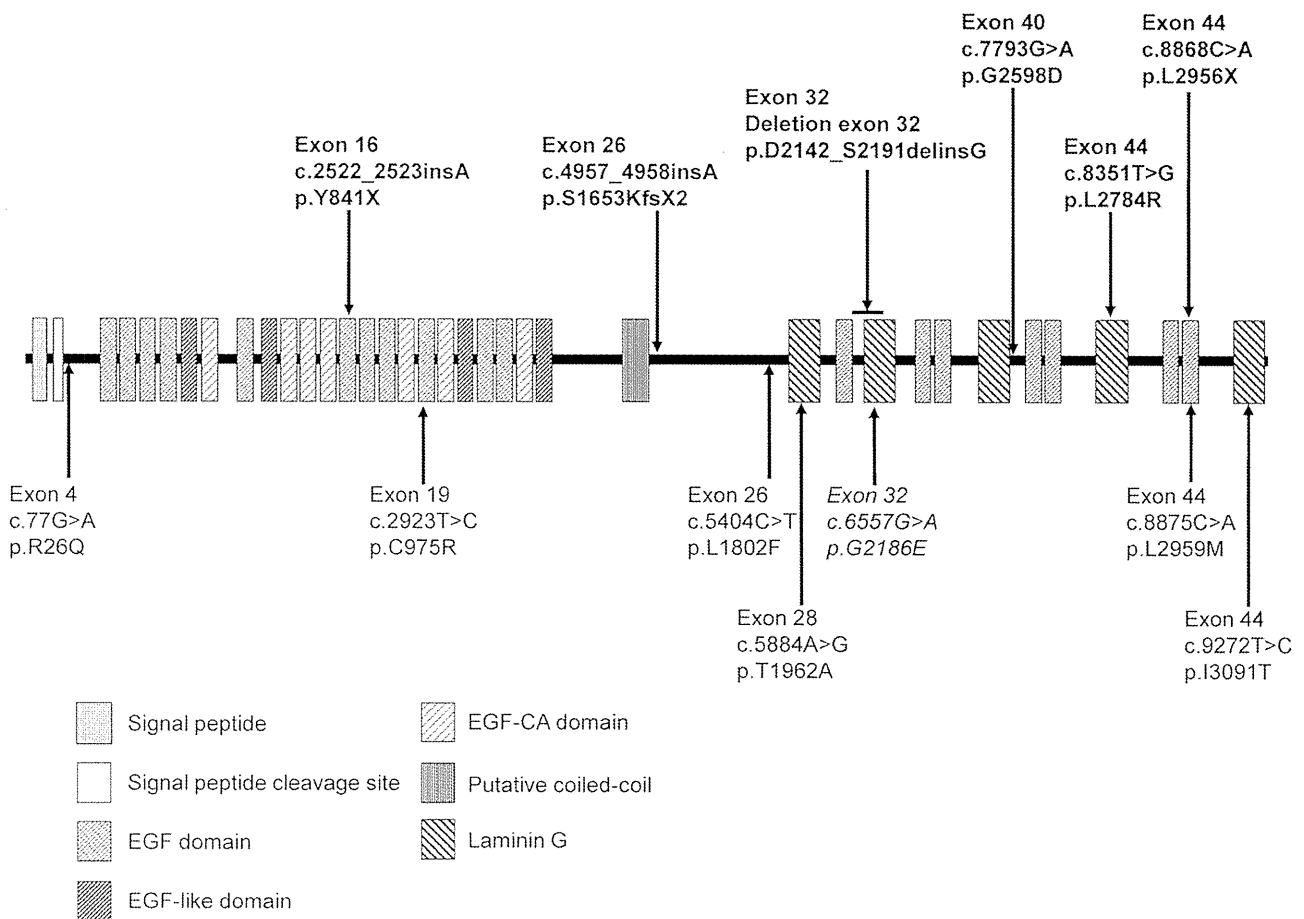 Exon 40
c.7793G>A
p.G2598D
Exon 44
c.8868C>A
p.L2956X
Exon 32
Deletion exon 32
p.D2142_S2191delinsG
Exon 16
c.2522_2523insA
p.Y841X
Exon 26
c.4957_4958insA
p.S1653KfsX2
Exon 44
c.8351T>G
p.L2784R
Exon 4
c.77G>A
p.R26Q
Exon 19
c.2923T>C
p.C975R
Exon 26
c.5404C>T
p.L1802F
Exon 32
c.6557G>A
p.G2186E
Exon 44
c.8875C>A
p.L2959M
Exon 28
c.5884A>G
p.T1962A
Exon 44
c.9272T>C
p.I3091T
Signal peptide
Signal peptide cleavage site
EGF domain
EGF-like domain
EGF-CA domain
Putative coiled-coil
Laminin G